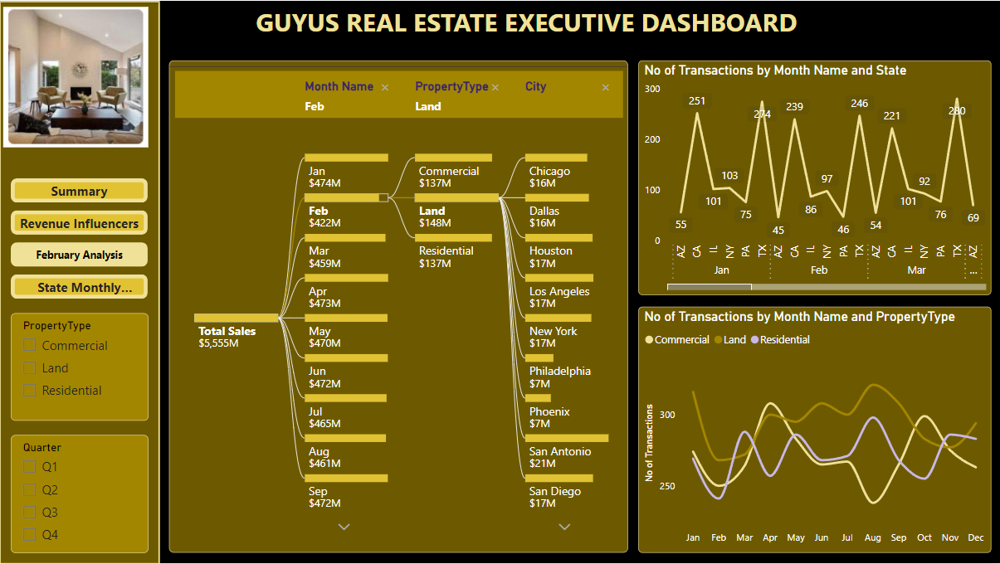 GUYUS REAL ESTATE EXECUTIVE DASHBOARD
Summary
Revenue Influencers
February Analysis
State Monthly...
PropertyType
Commercial
Land
Residential
Quarter
Q1
Q2
Q3
Q4
Month Name × PropertyType × City ×
Feb Land
Total Sales
$5,555M
Jan
$474M
Feb
$422M
Mar
$459M
Apr
$473M
May
$470M
Jun
$472M
Jul
$465M
Aug
$461M
Sep
$472M
Commercial
$137M
Land
$148M
Residential
$137M
Chicago
$16M
Dallas
$16M
Houston
$17M
Los Angeles
$17M
New York
$17M
Philadelphia
$7M
Phoenix
$7M
San Antonio
$21M
San Diego
$17M
No of Transactions by Month Name and State
300
200
100
0
55 251 101 103 75 274 45 239 86 97 46 246 54 221 101 92 76 280 69
AZ CA IL NY PA TX AZ CA IL NY PA TX AZ CA IL NY PA TX AZ
Jan Feb Mar ...
No of Transactions by Month Name and PropertyType
Commercial Land Residential
No of Transactions
300
250
Jan Feb Mar Apr May Jun Jul Aug Sep Oct Nov Dec